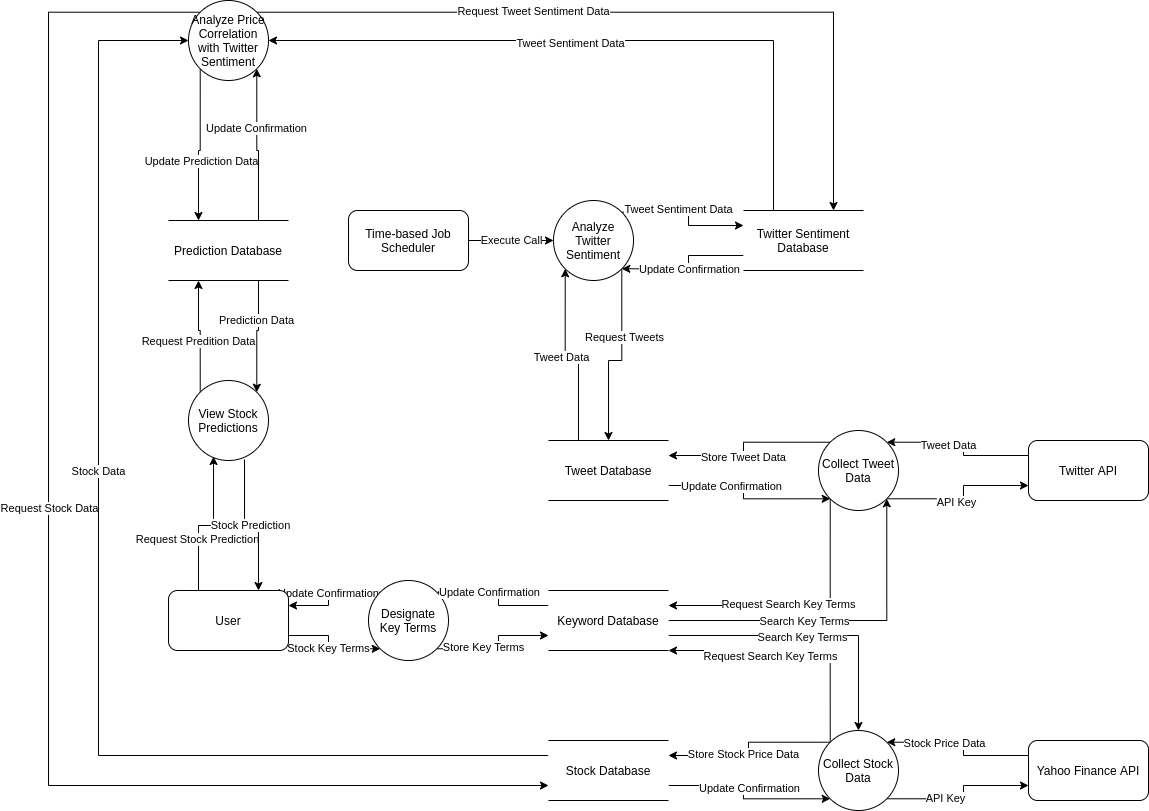 Request Tweet Sentiment Data
Analyze Price
Correlation
with Twitter
Sentiment
Tweet Sentiment Data
Update Confirmation
Update Prediction Data
Prediction Database
Time-based Job
Scheduler
Execute Call
Analyze
Twitter
Sentiment
Tweet Sentiment Data
Twitter Sentiment
Database
Update Confirmation
Prediction Data
Request Predition Data
Request Tweets
Tweet Data
View Stock
Predictions
Stock Data
Request Stock Data
Tweet Database
Store Tweet Data
Update Confirmation
Collect Tweet
Data
Tweet Data
API Key
Twitter API
Stock Prediction
Request Stock Prediction
User
Update Confirmation
Stock Key Terms
Designate
Key Terms
Update Confirmation
Store Key Terms
Keyword Database
Request Search Key Terms
Search Key Terms
Search Key Terms
Request Search Key Terms
Stock Database
Store Stock Price Data
Update Confirmation
Collect Stock
Data
Stock Price Data
API Key
Yahoo Finance API